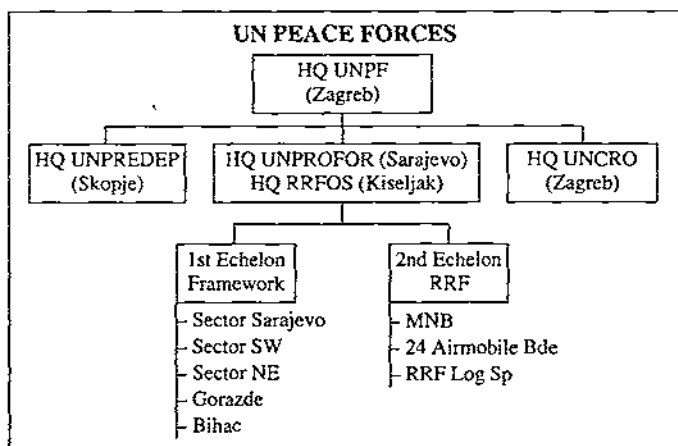 UN PEACE FORCES
HQ UNPF
(Zagreb)
HQ UNPREDEP
(Skopje)
HQ UNPROFOR (Sarajevo)
HQ RRFOS (Kiseljak)
HQ UNCRO
(Zagreb)
1st Echelon
Framework
Sector Sarajevo
Sector SW
Sector NE
Gorazde
Bihac
2nd Echelon
RRF
MNB
24 Airmobile Bde
RRF Log Sp